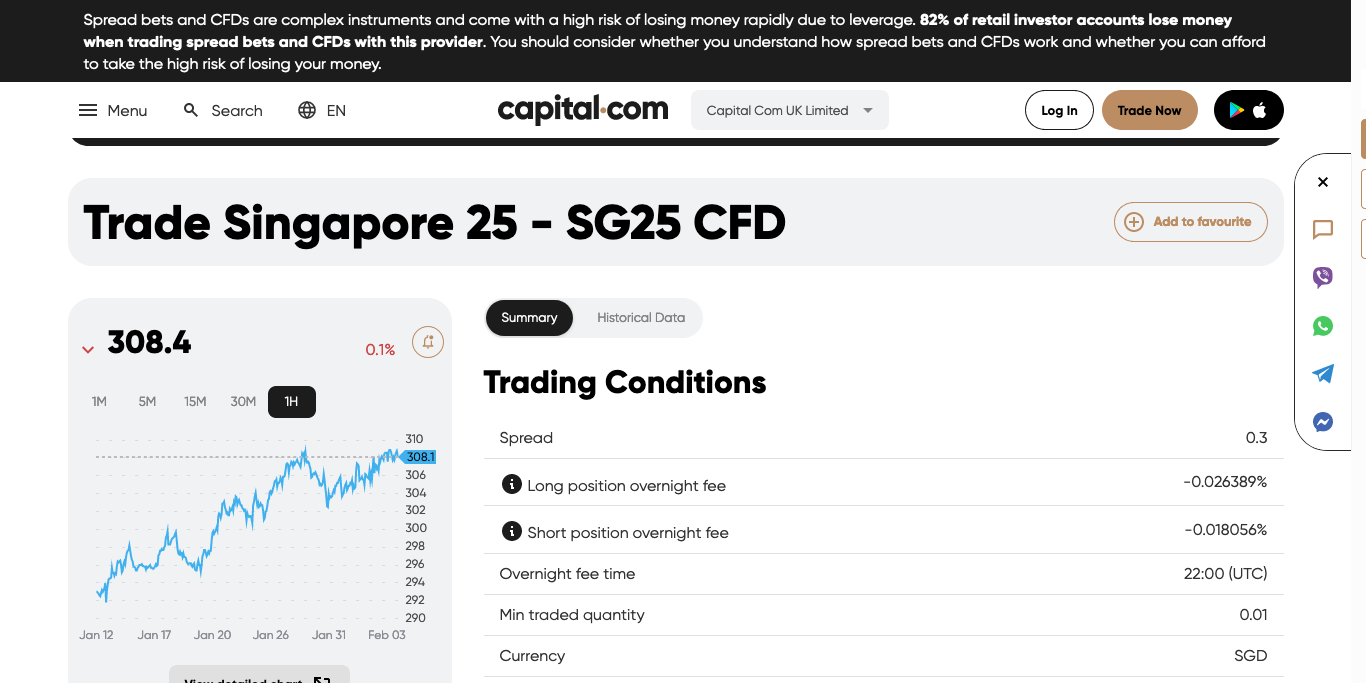 Spread bets and CFDs are complex instruments and come with a high risk of losing money rapidly due to leverage. 82% of retail investor accounts lose money
when trading spread bets and CFDs with this provider. You should consider whether you understand how spread bets and CFDs work and whether you can afford
to take the high risk of losing your money.
Menu
Search
EN
capital.com
Capital Com UK Limited
Log In
Trade Now
Trade Singapore 25 - SG25 CFD
Add to favourite
308.4
0.1%
1M
5M
15M
30M
1H
310
308.1
306
304
302
300
298
296
294
292
290
Jan 12
Jan 17
Jan 20
Jan 26
Jan 31
Feb 03
View detailed chart
Summary
Historical Data
Trading Conditions
Spread
0.3
Long position overnight fee
-0.026389%
Short position overnight fee
-0.018056%
Overnight fee time
22:00 (UTC)
Min traded quantity
0.01
Currency
SGD